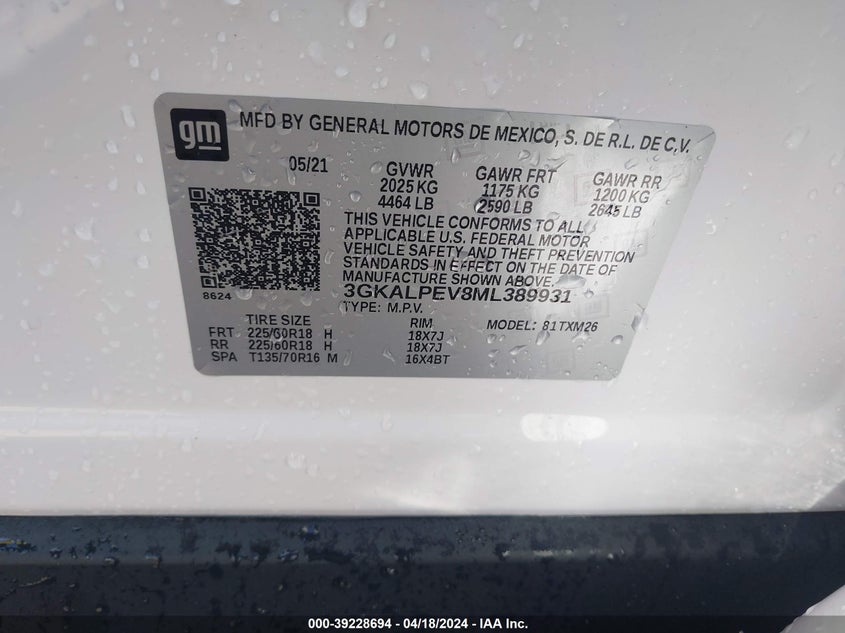 gm MFD BY GENERAL MOTORS DE MEXICO, S. DE R.L. DE C.V.
05/21 GVWR GAWR FRT GAWR RR
2025 KG 1175 KG 1200 KG
4464 LB 2590 LB 2645 LB
THIS VEHICLE CONFORMS TO ALL
APPLICABLE U.S. FEDERAL MOTOR
VEHICLE SAFETY AND THEFT PREVENTION
STANDARDS IN EFFECT ON THE DATE OF
MANUFACTURE SHOWN ABOVE.
8624 3GKALPEV8ML389931
TYPE: M.P.V.
TIRE SIZE RIM MODEL: 81TXM26
FRT 225/60R18 H 18X7J
RR 225/60R18 H 18X7J
SPA T135/70R16 M 16X4BT
000-39228694 - 04/18/2024 - IAA Inc.